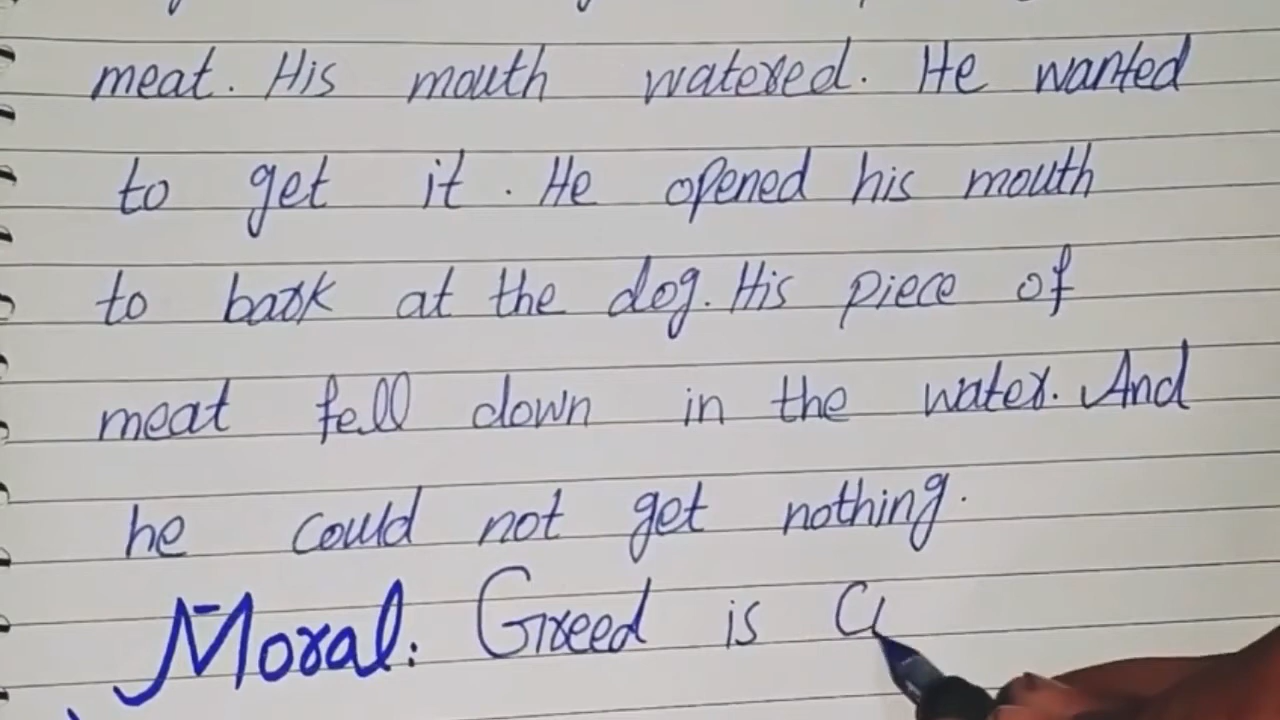 meat. His mouth watered. He wanted
to get it. He opened his mouth
to bark at the dog. His piece of
meat fell down in the water. And
he could not get nothing.
Moral: Greed is